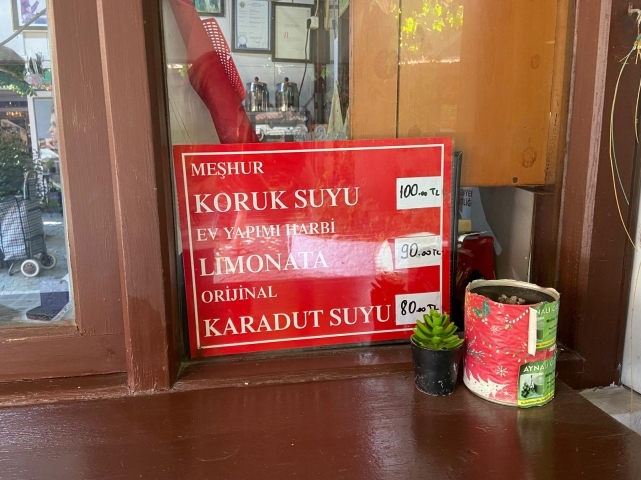 MEŞHUR
KORUK SUYU 100.00 TL
EV YAPIMI HARBİ
LİMONATA 90.00 TL
ORİJİNAL
KARADUT SUYU 80.00 TL